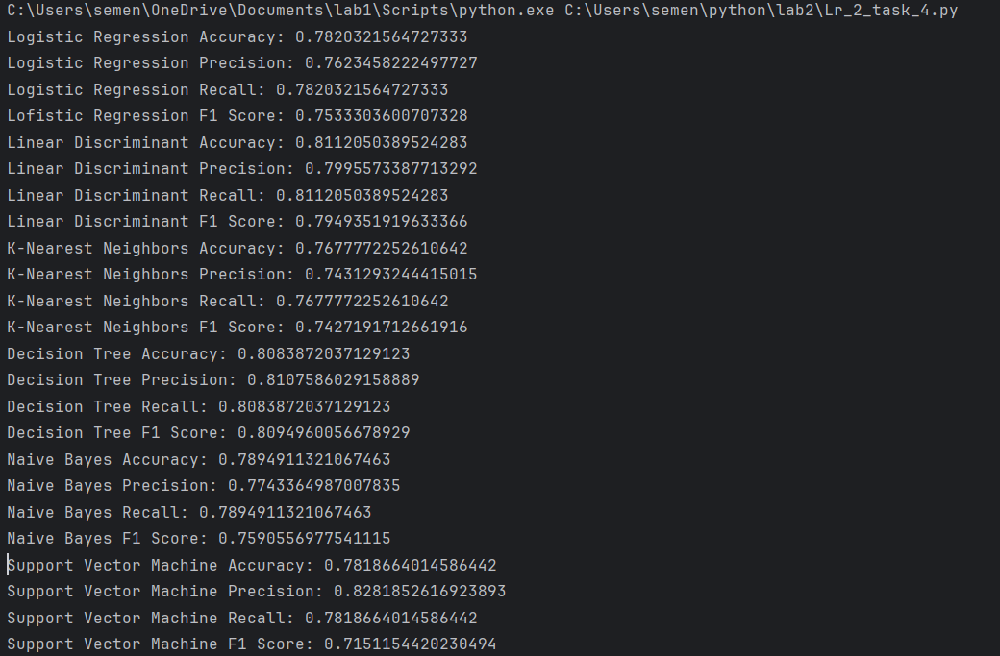 C:\Users\semen\OneDrive\Documents\lab1\Scripts\python.exe C:\Users\semen\python\lab2\Lr_2_task_4.py
Logistic Regression Accuracy: 0.7820321564727333
Logistic Regression Precision: 0.7623458222497727
Logistic Regression Recall: 0.7820321564727333
Lofistic Regression F1 Score: 0.7533303600707328
Linear Discriminant Accuracy: 0.8112050389524283
Linear Discriminant Precision: 0.7995573387713292
Linear Discriminant Recall: 0.8112050389524283
Linear Discriminant F1 Score: 0.7949351919633366
K-Nearest Neighbors Accuracy: 0.7677772252610642
K-Nearest Neighbors Precision: 0.7431293244415015
K-Nearest Neighbors Recall: 0.7677772252610642
K-Nearest Neighbors F1 Score: 0.7427191712661916
Decision Tree Accuracy: 0.8083872037129123
Decision Tree Precision: 0.8107586029158889
Decision Tree Recall: 0.8083872037129123
Decision Tree F1 Score: 0.8094960056678929
Naive Bayes Accuracy: 0.7894911321067463
Naive Bayes Precision: 0.7743364987007835
Naive Bayes Recall: 0.7894911321067463
Naive Bayes F1 Score: 0.7590556977541115
Support Vector Machine Accuracy: 0.7818664014586442
Support Vector Machine Precision: 0.8281852616923893
Support Vector Machine Recall: 0.7818664014586442
Support Vector Machine F1 Score: 0.7151154420230494